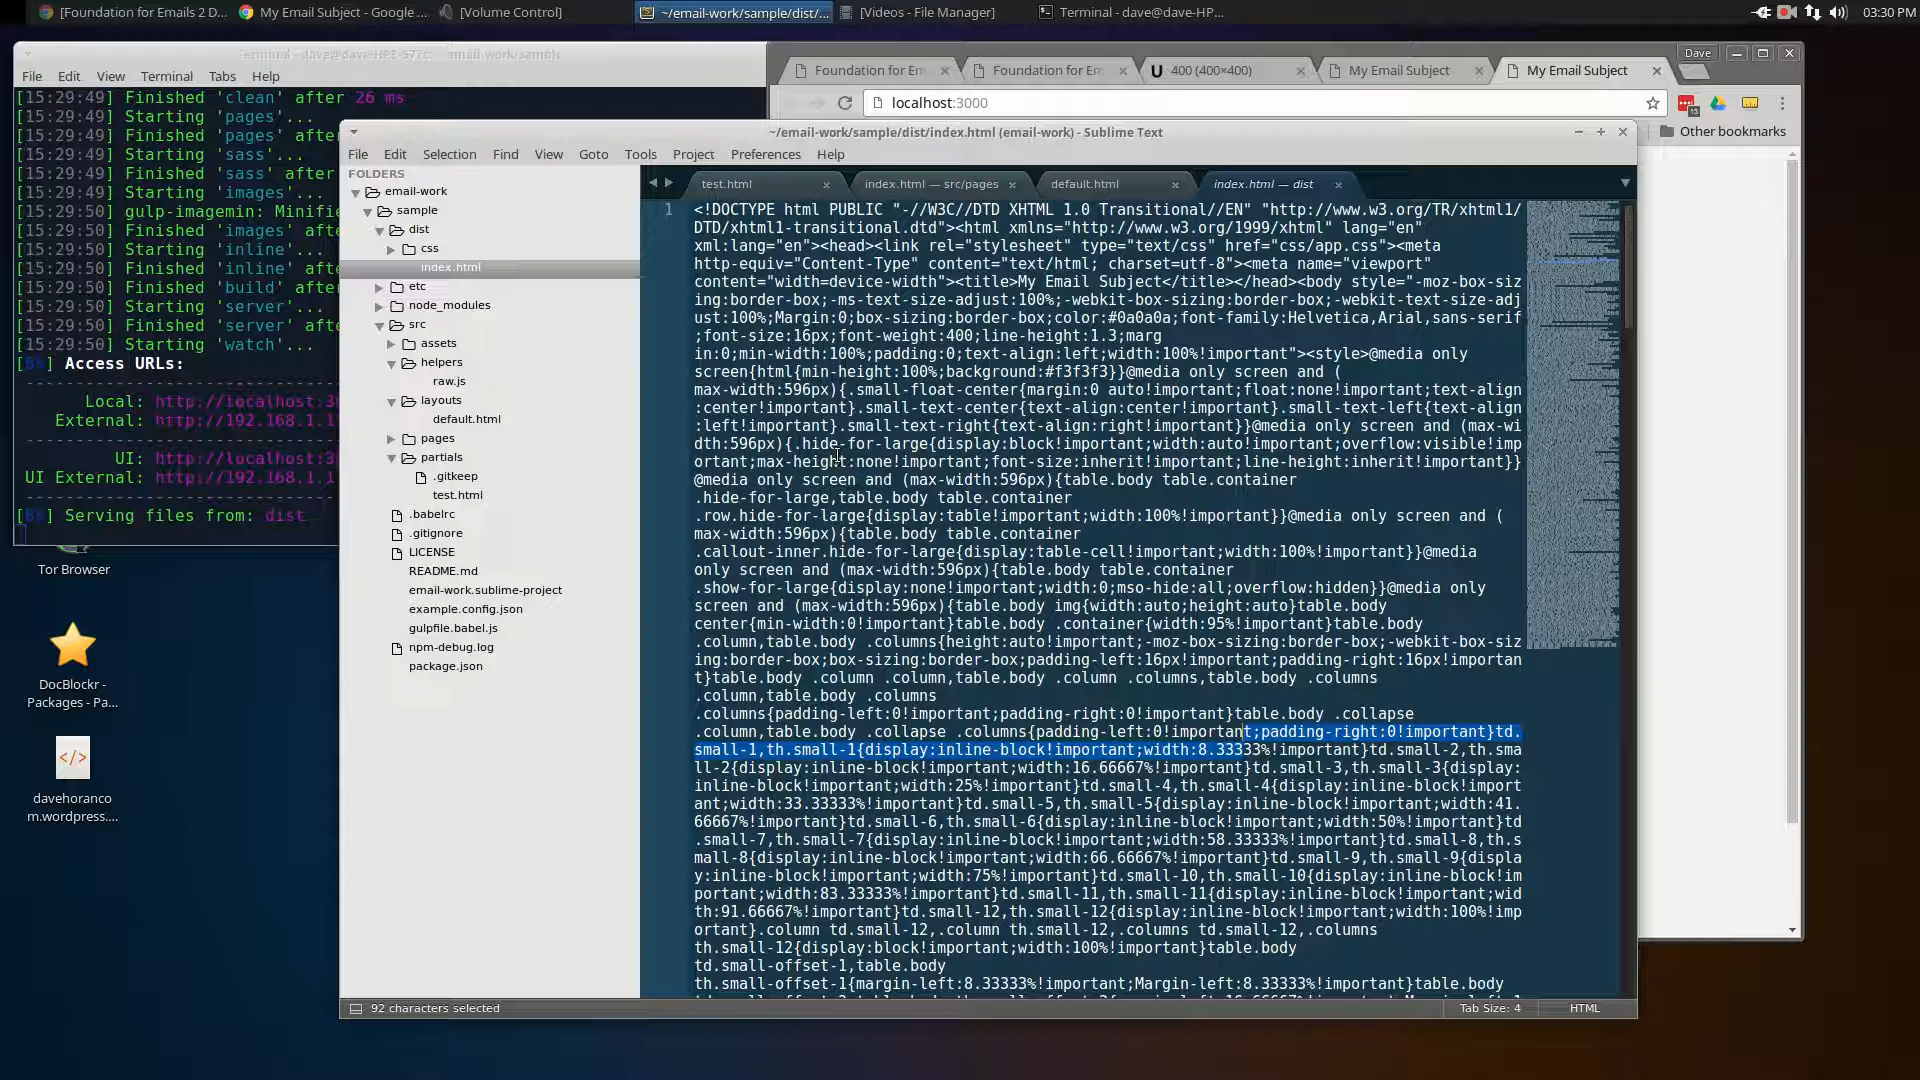 [Foundation for Emails 2 D...
My Email Subject - Google ...
[Volume Control]
~/email-work/sample/dist/...
[Videos - File Manager]
Terminal - dave@dave-HP...
03:30 PM
File Edit View Terminal Tabs Help
[15:29:49] Finished 'clean' after 26 ms
[15:29:49] Starting 'pages'...
[15:29:49] Finished 'pages' after
[15:29:49] Starting 'sass'...
[15:29:49] Finished 'sass' after
[15:29:49] Starting 'images'...
[15:29:50] gulp-imagemin: Minifie
[15:29:50] Finished 'images' after
[15:29:50] Starting 'inline'...
[15:29:50] Finished 'inline' after
[15:29:50] Finished 'build' after
[15:29:50] Starting 'server'...
[15:29:50] Finished 'server' after
[15:29:50] Starting 'watch'...
[BS] Access URLs:
Local: http://localhost:3
External: http://192.168.1.1
UI: http://localhost:3
UI External: http://192.168.1.1
[BS] Serving files from: dist
Tor Browser
DocBlockr -
Packages - Pa...
davehoranco
m.wordpress....
Foundation for Em
Foundation for Em
400 (400×400)
My Email Subject
My Email Subject
Dave
localhost:3000
Other bookmarks
~/email-work/sample/dist/index.html (email-work) - Sublime Text
File Edit Selection Find View Goto Tools Project Preferences Help
FOLDERS
email-work
sample
dist
css
index.html
etc
node_modules
src
assets
helpers
raw.js
layouts
default.html
pages
partials
.gitkeep
test.html
.babelrc
.gitignore
LICENSE
README.md
email-work.sublime-project
example.config.json
gulpfile.babel.js
npm-debug.log
package.json
test.html
index.html — src/pages
default.html
index.html — dist
1
<!DOCTYPE html PUBLIC "-//W3C//DTD XHTML 1.0 Transitional//EN" "http://www.w3.org/TR/xhtml1/
DTD/xhtml1-transitional.dtd"><html xmlns="http://www.w3.org/1999/xhtml" lang="en"
xml:lang="en"><head><link rel="stylesheet" type="text/css" href="css/app.css"><meta
http-equiv="Content-Type" content="text/html; charset=utf-8"><meta name="viewport"
content="width=device-width"><title>My Email Subject</title></head><body style="-moz-box-siz
ing:border-box;-ms-text-size-adjust:100%;-webkit-box-sizing:border-box;-webkit-text-size-adj
ust:100%;Margin:0;box-sizing:border-box;color:#0a0a0a;font-family:Helvetica,Arial,sans-serif
;font-size:16px;font-weight:400;line-height:1.3;marg
in:0;min-width:100%;padding:0;text-align:left;width:100%!important"><style>@media only
screen{html{min-height:100%;background:#f3f3f3}}@media only screen and (
max-width:596px){.small-float-center{margin:0 auto!important;float:none!important;text-align
:center!important}.small-text-center{text-align:center!important}.small-text-left{text-align
:left!important}.small-text-right{text-align:right!important}}@media only screen and (max-wi
dth:596px){.hide-for-large{display:block!important;width:auto!important;overflow:visible!imp
ortant;max-height:none!important;font-size:inherit!important;line-height:inherit!important}}
@media only screen and (max-width:596px){table.body table.container
.hide-for-large,table.body table.container
.row.hide-for-large{display:table!important;width:100%!important}}@media only screen and (
max-width:596px){table.body table.container
.callout-inner.hide-for-large{display:table-cell!important;width:100%!important}}@media
only screen and (max-width:596px){table.body table.container
.show-for-large{display:none!important;width:0;mso-hide:all;overflow:hidden}}@media only
screen and (max-width:596px){table.body img{width:auto;height:auto}table.body
center{min-width:0!important}table.body .container{width:95%!important}table.body
.column,table.body .columns{height:auto!important;-moz-box-sizing:border-box;-webkit-box-siz
ing:border-box;box-sizing:border-box;padding-left:16px!important;padding-right:16px!importan
t}table.body .column .column,table.body .column .columns,table.body .columns
.column,table.body .columns
.columns{padding-left:0!important;padding-right:0!important}table.body .collapse
.column,table.body .collapse .columns{padding-left:0!important;padding-right:0!important}td.
small-1,th.small-1{display:inline-block!important;width:8.33333%!important}td.small-2,th.sma
ll-2{display:inline-block!important;width:16.66667%!important}td.small-3,th.small-3{display:
inline-block!important;width:25%!important}td.small-4,th.small-4{display:inline-block!import
ant;width:33.33333%!important}td.small-5,th.small-5{display:inline-block!important;width:41.
66667%!important}td.small-6,th.small-6{display:inline-block!important;width:50%!important}td
.small-7,th.small-7{display:inline-block!important;width:58.33333%!important}td.small-8,th.s
mall-8{display:inline-block!important;width:66.66667%!important}td.small-9,th.small-9{displa
y:inline-block!important;width:75%!important}td.small-10,th.small-10{display:inline-block!im
portant;width:83.33333%!important}td.small-11,th.small-11{display:inline-block!important;wid
th:91.66667%!important}td.small-12,th.small-12{display:inline-block!important;width:100%!imp
ortant}.column td.small-12,.column th.small-12,.columns td.small-12,.columns
th.small-12{display:block!important;width:100%!important}table.body
td.small-offset-1,table.body
th.small-offset-1{margin-left:8.33333%!important;Margin-left:8.33333%!important}table.body
92 characters selected
Tab Size: 4
HTML